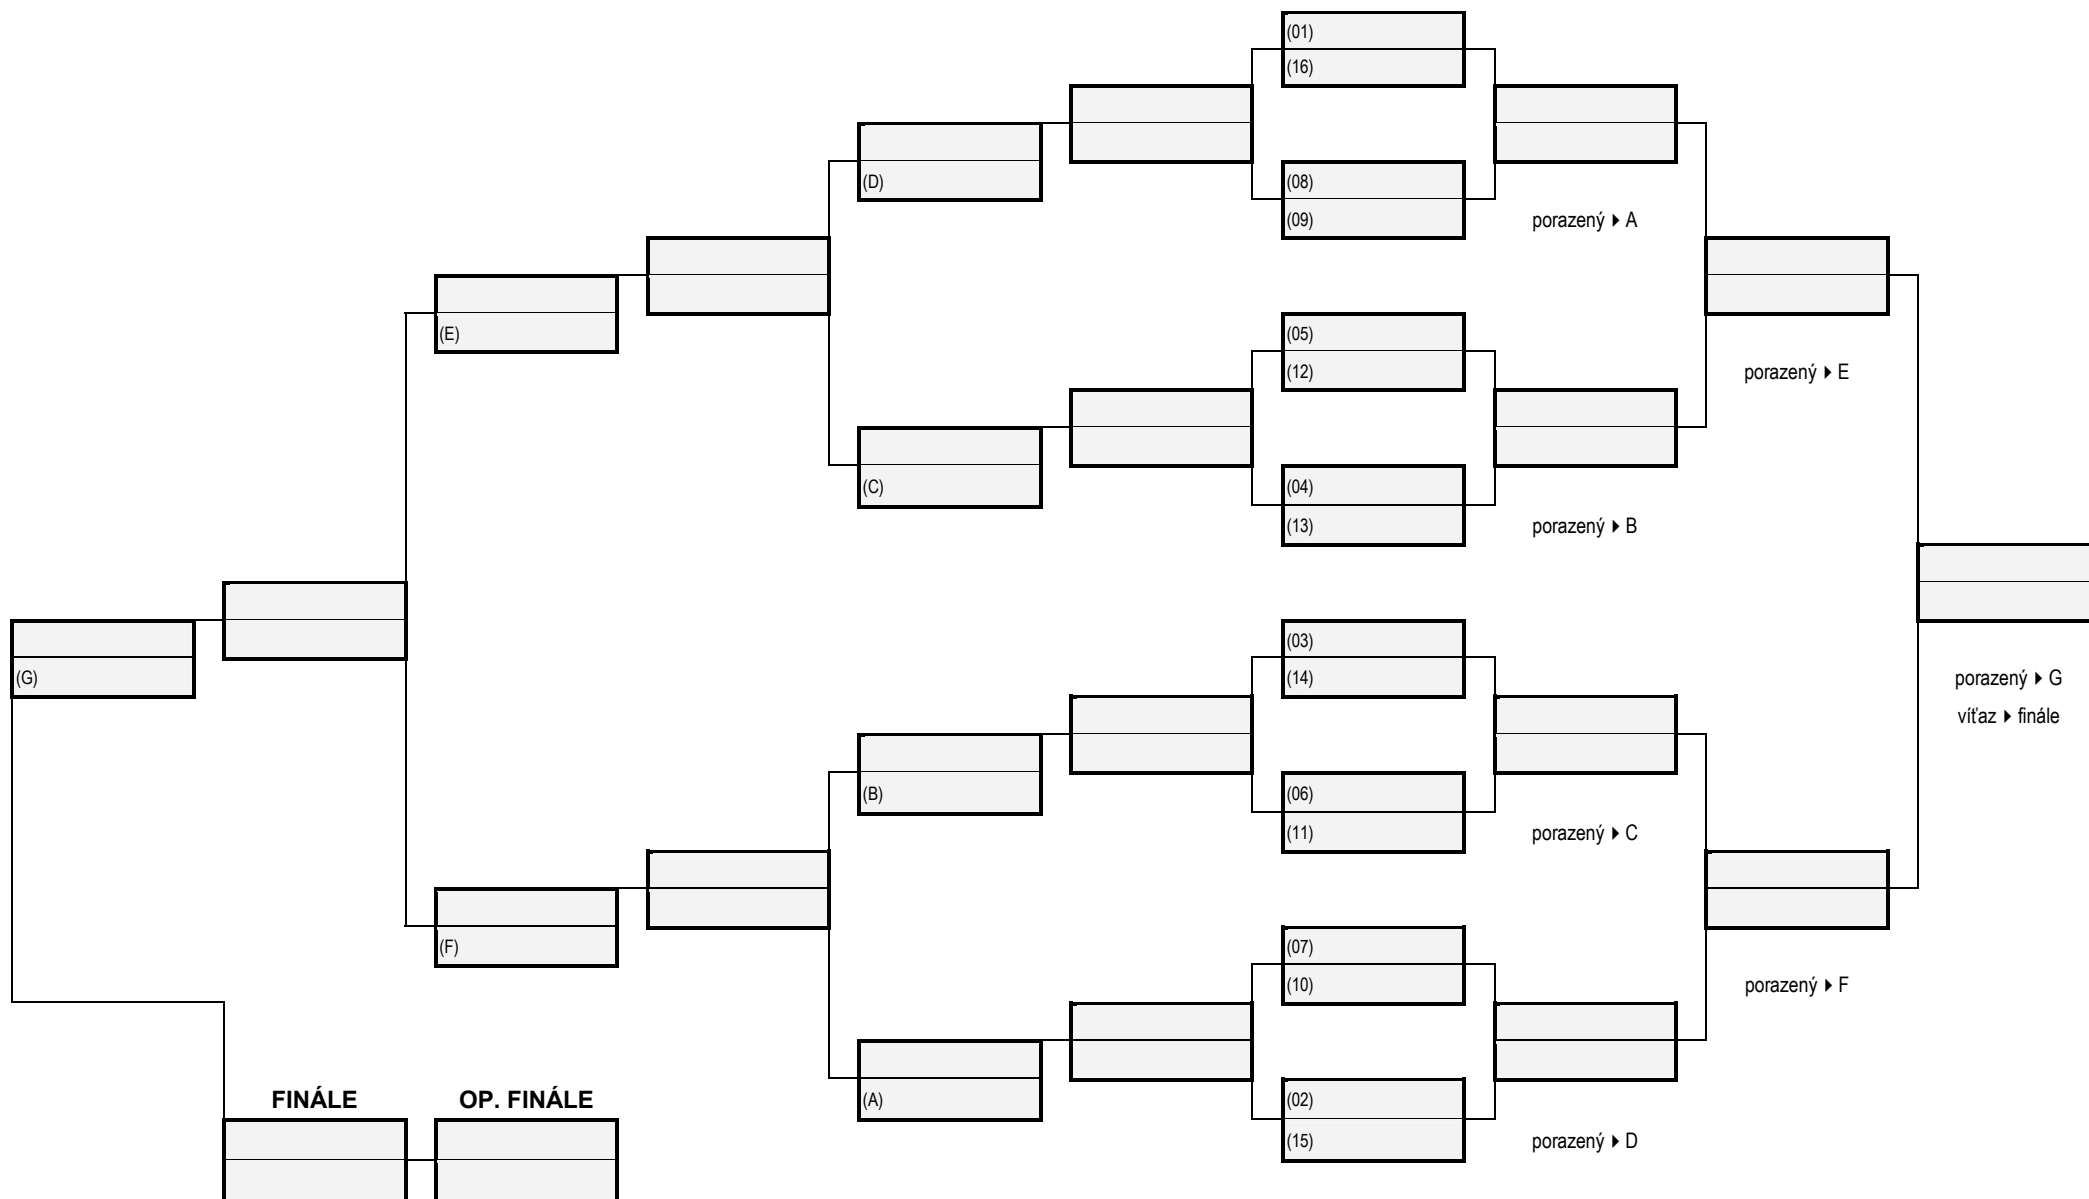 (01)
(16)
(D)
(08)
(09)
porazený ▸ A
(E)
(05)
(12)
porazený ▸ E
(C)
(04)
(13)
porazený ▸ B
(G)
(03)
(14)
porazený ▸ G
víťaz ▸ finále
(B)
(06)
(11)
porazený ▸ C
(F)
(07)
(10)
porazený ▸ F
FINÁLE
OP. FINÁLE
(A)
(02)
(15)
porazený ▸ D